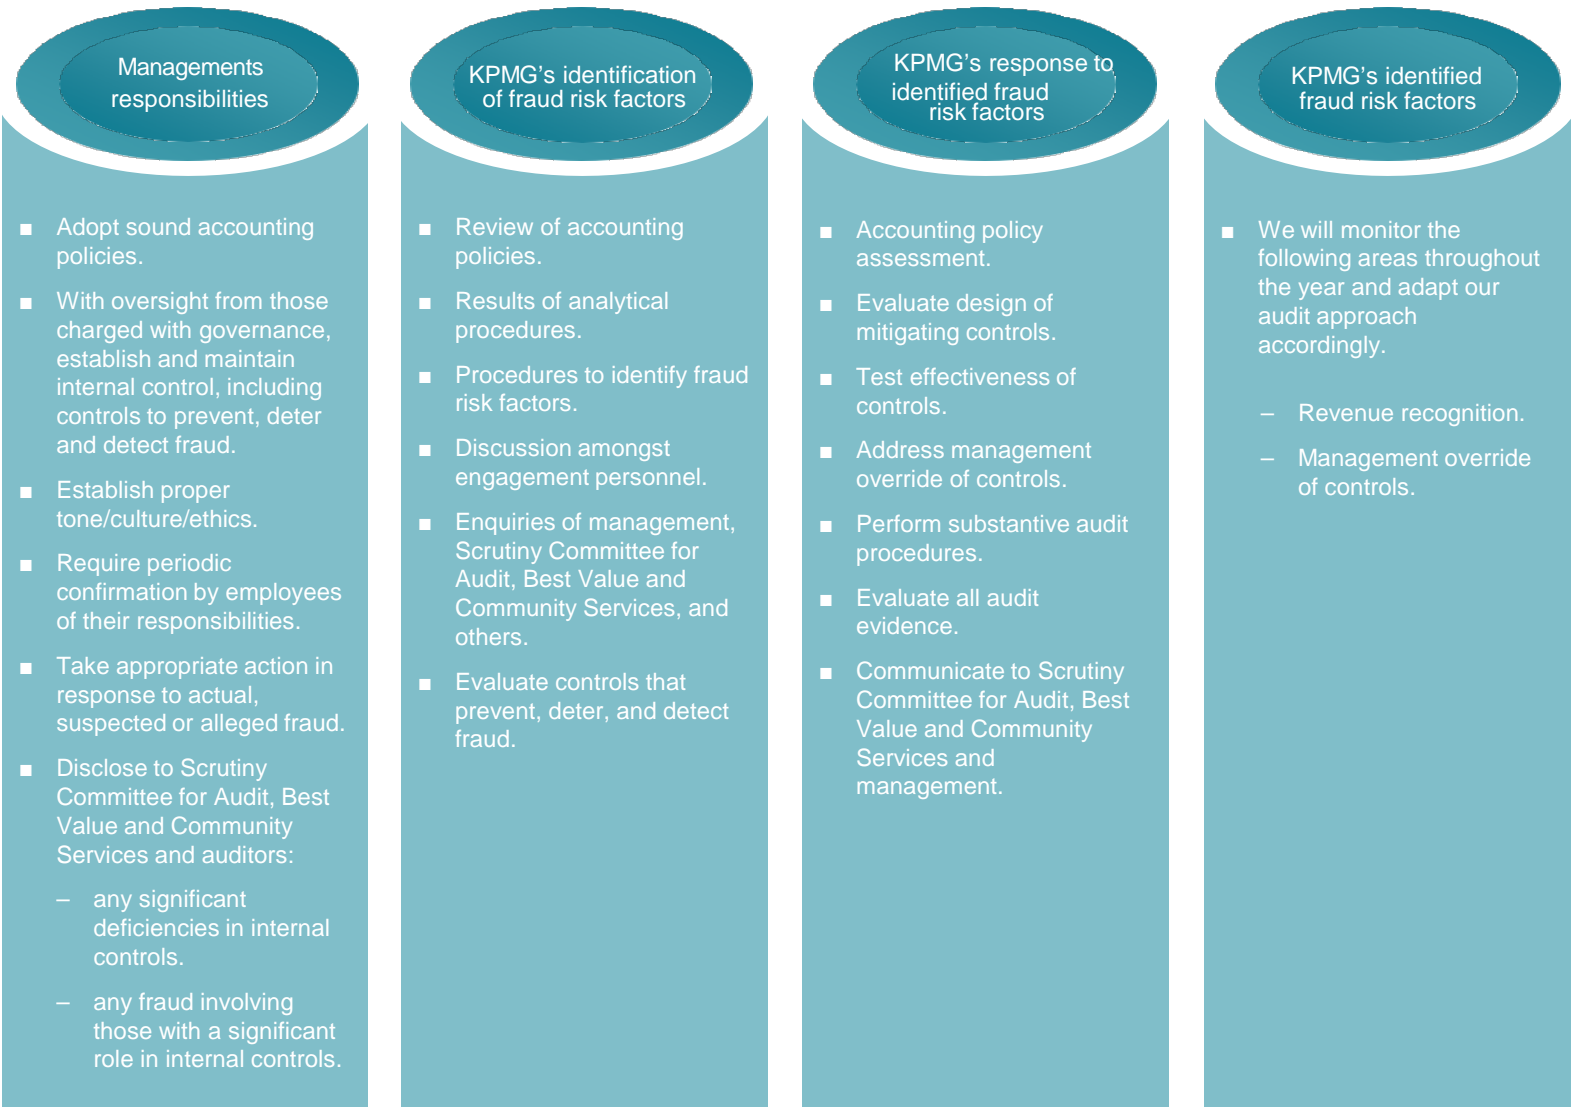 Managements
responsibilities
■ Adopt sound accounting
policies.
■ With oversight from those
charged with governance,
establish and maintain
internal control, including
controls to prevent, deter
and detect fraud.
■ Establish proper
tone/culture/ethics.
■ Require periodic
confirmation by employees
of their responsibilities.
■ Take appropriate action in
response to actual,
suspected or alleged fraud.
■ Disclose to Scrutiny
Committee for Audit, Best
Value and Community
Services and auditors:
– any significant
deficiencies in internal
controls.
– any fraud involving
those with a significant
role in internal controls.
KPMG’s identification
of fraud risk factors
■ Review of accounting
policies.
■ Results of analytical
procedures.
■ Procedures to identify fraud
risk factors.
■ Discussion amongst
engagement personnel.
■ Enquiries of management,
Scrutiny Committee for
Audit, Best Value and
Community Services, and
others.
■ Evaluate controls that
prevent, deter, and detect
fraud.
KPMG’s response to
identified fraud
risk factors
■ Accounting policy
assessment.
■ Evaluate design of
mitigating controls.
■ Test effectiveness of
controls.
■ Address management
override of controls.
■ Perform substantive audit
procedures.
■ Evaluate all audit
evidence.
■ Communicate to Scrutiny
Committee for Audit, Best
Value and Community
Services and
management.
KPMG’s identified
fraud risk factors
■ We will monitor the
following areas throughout
the year and adapt our
audit approach
accordingly.
– Revenue recognition.
– Management override
of controls.